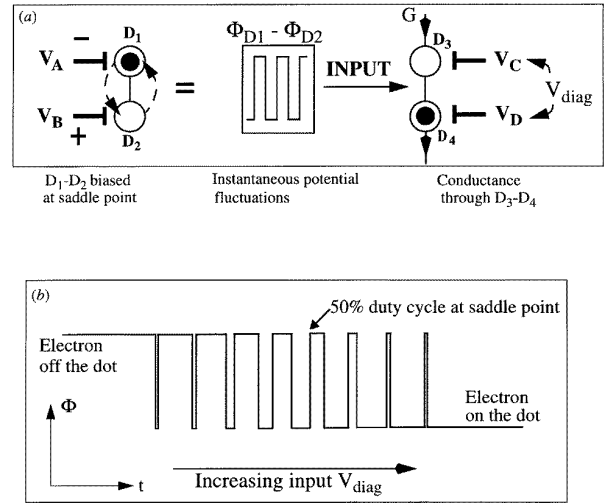 (a)
−
D1
V_A
V_B
+
D2
=
Φ_D1 - Φ_D2
INPUT
G
D3
V_C
V_diag
V_D
D4
D1-D2 biased
at saddle point
Instantaneous potential
fluctuations
Conductance
through D3-D4
(b)
50% duty cycle at saddle point
Electron
off the dot
Electron
on the dot
Φ
t
Increasing input V_diag